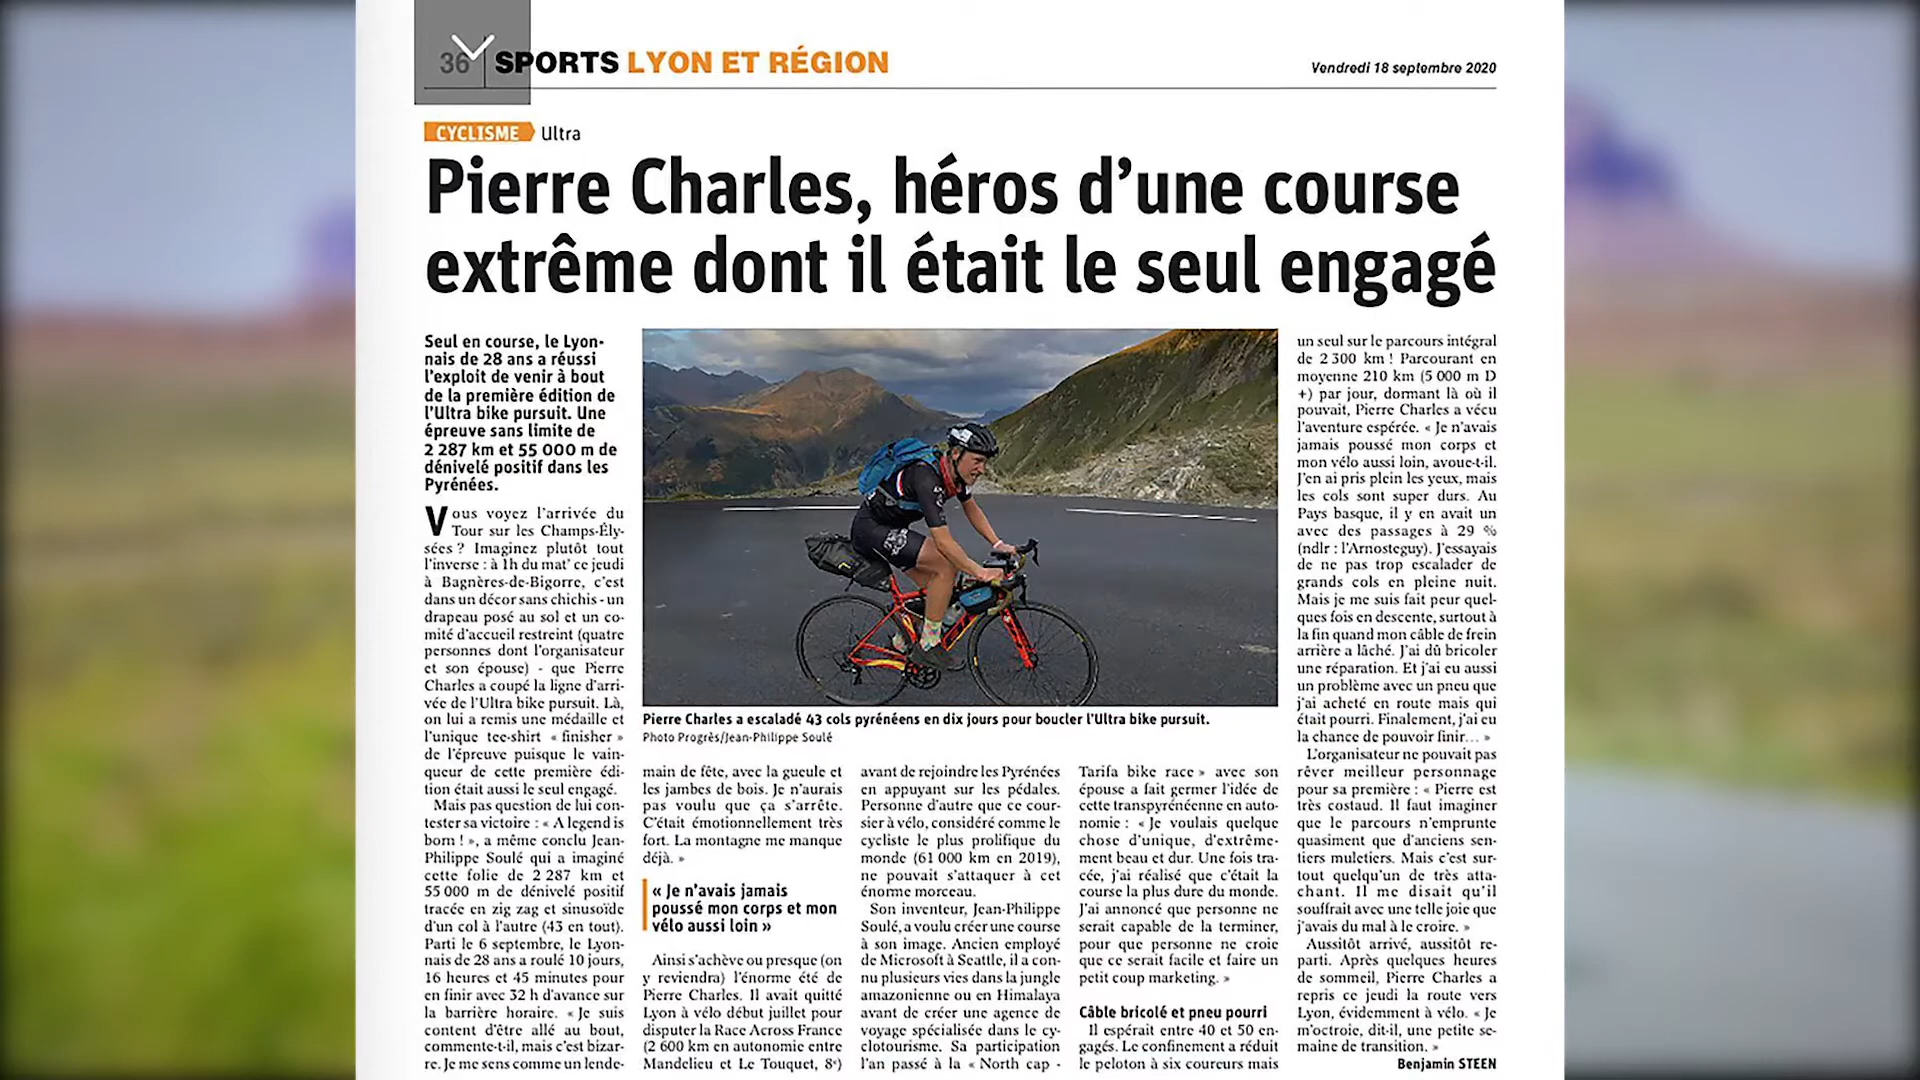 36 SPORTS LYON ET RÉGION
Vendredi 18 septembre 2020
CYCLISME Ultra
Pierre Charles, héros d’une course
extrême dont il était le seul engagé
Seul en course, le Lyon-
nais de 28 ans a réussi
l’exploit de venir à bout
de la première édition de
l’Ultra bike pursuit. Une
épreuve sans limite de
2 287 km et 55 000 m de
dénivelé positif dans les
Pyrénées.
Vous voyez l’arrivée du
Tour sur les Champs-Ély-
sées ? Imaginez plutôt tout
l’inverse : à 1h du mat’ ce jeudi
à Bagnères-de-Bigorre, c’est
dans un décor sans chichis - un
drapeau posé au sol et un co-
mité d’accueil restreint (quatre
personnes dont l’organisateur
et son épouse) - que Pierre
Charles a coupé la ligne d’arri-
vée de l’Ultra bike pursuit. Là,
on lui a remis une médaille et
l’unique tee-shirt « finisher »
de l’épreuve puisque le vain-
queur de cette première édi-
tion était aussi le seul engagé.
Mais pas question de lui con-
tester sa victoire : « A legend is
born ! », a même conclu Jean-
Philippe Soulé qui a imaginé
cette folie de 2 287 km et
55 000 m de dénivelé positif
tracée en zig zag et sinusoïde
d’un col à l’autre (43 en tout).
Parti le 6 septembre, le Lyon-
nais de 28 ans a roulé 10 jours,
16 heures et 45 minutes pour
en finir avec 32 h d’avance sur
la barrière horaire. « Je suis
content d’être allé au bout,
commente-t-il, mais c’est bizar-
re. Je me sens comme un lende-
Pierre Charles a escaladé 43 cols pyrénéens en dix jours pour boucler l’Ultra bike pursuit.
Photo Progrès/Jean-Philippe Soulé
main de fête, avec la gueule et
les jambes de bois. Je n’aurais
pas voulu que ça s’arrête.
C’était émotionnellement très
fort. La montagne me manque
déjà. »
« Je n’avais jamais
poussé mon corps et mon
vélo aussi loin »
Ainsi s’achève ou presque (on
y reviendra) l’énorme été de
Pierre Charles. Il avait quitté
Lyon à vélo début juillet pour
disputer la Race Across France
(2 600 km en autonomie entre
Mandelieu et Le Touquet, 8e)
avant de rejoindre les Pyrénées
en appuyant sur les pédales.
Personne d’autre que ce cour-
sier à vélo, considéré comme le
cycliste le plus prolifique du
monde (61 000 km en 2019),
ne pouvait s’attaquer à cet
énorme morceau.
Son inventeur, Jean-Philippe
Soulé, a voulu créer une course
à son image. Ancien employé
de Microsoft à Seattle, il a con-
nu plusieurs vies dans la jungle
amazonienne ou en Himalaya
avant de créer une agence de
voyage spécialisée dans le cy-
clotourisme. Sa participation
l’an passé à la « North cap -
Tarifa bike race » avec son
épouse a fait germer l’idée de
cette transpyrénéenne en auto-
nomie : « Je voulais quelque
chose d’unique, d’extrême-
ment beau et dur. Une fois tra-
cée, j’ai réalisé que c’était la
course la plus dure du monde.
J’ai annoncé que personne ne
serait capable de la terminer,
pour que personne ne croie
que ce serait facile et faire un
petit coup marketing. »
Câble bricolé et pneu pourri
Il espérait entre 40 et 50 en-
gagés. Le confinement a réduit
le peloton à six coureurs mais
un seul sur le parcours intégral
de 2 300 km ! Parcourant en
moyenne 210 km (5 000 m D
+) par jour, dormant là où il
pouvait, Pierre Charles a vécu
l’aventure espérée. « Je n’avais
jamais poussé mon corps et
mon vélo aussi loin, avoue-t-il.
J’en ai pris plein les yeux, mais
les cols sont super durs. Au
Pays basque, il y en avait un
avec des passages à 29 %
(ndlr : l’Arnosteguy). J’essayais
de ne pas trop escalader de
grands cols en pleine nuit.
Mais je me suis fait peur quel-
ques fois en descente, surtout à
la fin quand mon câble de frein
arrière a lâché. J’ai dû bricoler
une réparation. Et j’ai eu aussi
un problème avec un pneu que
j’ai acheté en route mais qui
était pourri. Finalement, j’ai eu
la chance de pouvoir finir… »
L’organisateur ne pouvait pas
rêver meilleur personnage
pour sa première : « Pierre est
très costaud. Il faut imaginer
que le parcours n’emprunte
quasiment que d’anciens sen-
tiers muletiers. Mais c’est sur-
tout quelqu’un de très atta-
chant. Il me disait qu’il
souffrait avec une telle joie que
j’avais du mal à le croire. »
Aussitôt arrivé, aussitôt re-
parti. Après quelques heures
de sommeil, Pierre Charles a
repris ce jeudi la route vers
Lyon, évidemment à vélo. « Je
m’octroie, dit-il, une petite se-
maine de transition. »
Benjamin STEEN